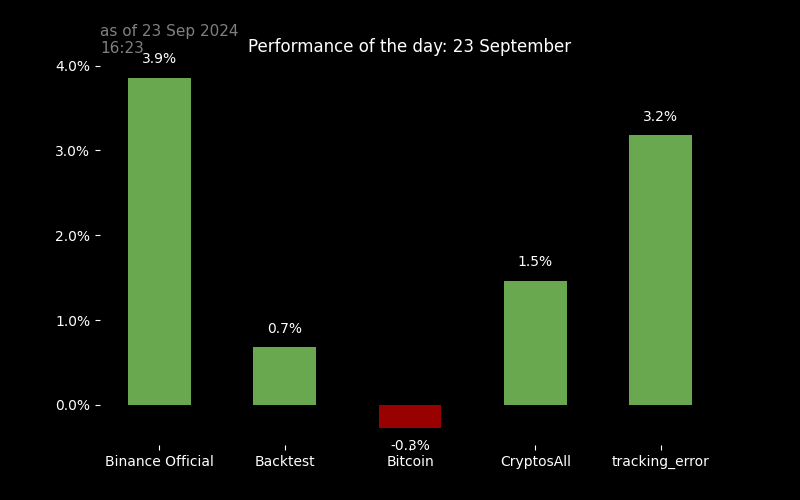 as of 23 Sep 2024
16:23
Performance of the day: 23 September
4.0%
3.0%
2.0%
1.0%
0.0%
3.9%
0.7%
-0.3%
1.5%
3.2%
Binance Official
Backtest
Bitcoin
CryptosAll
tracking_error